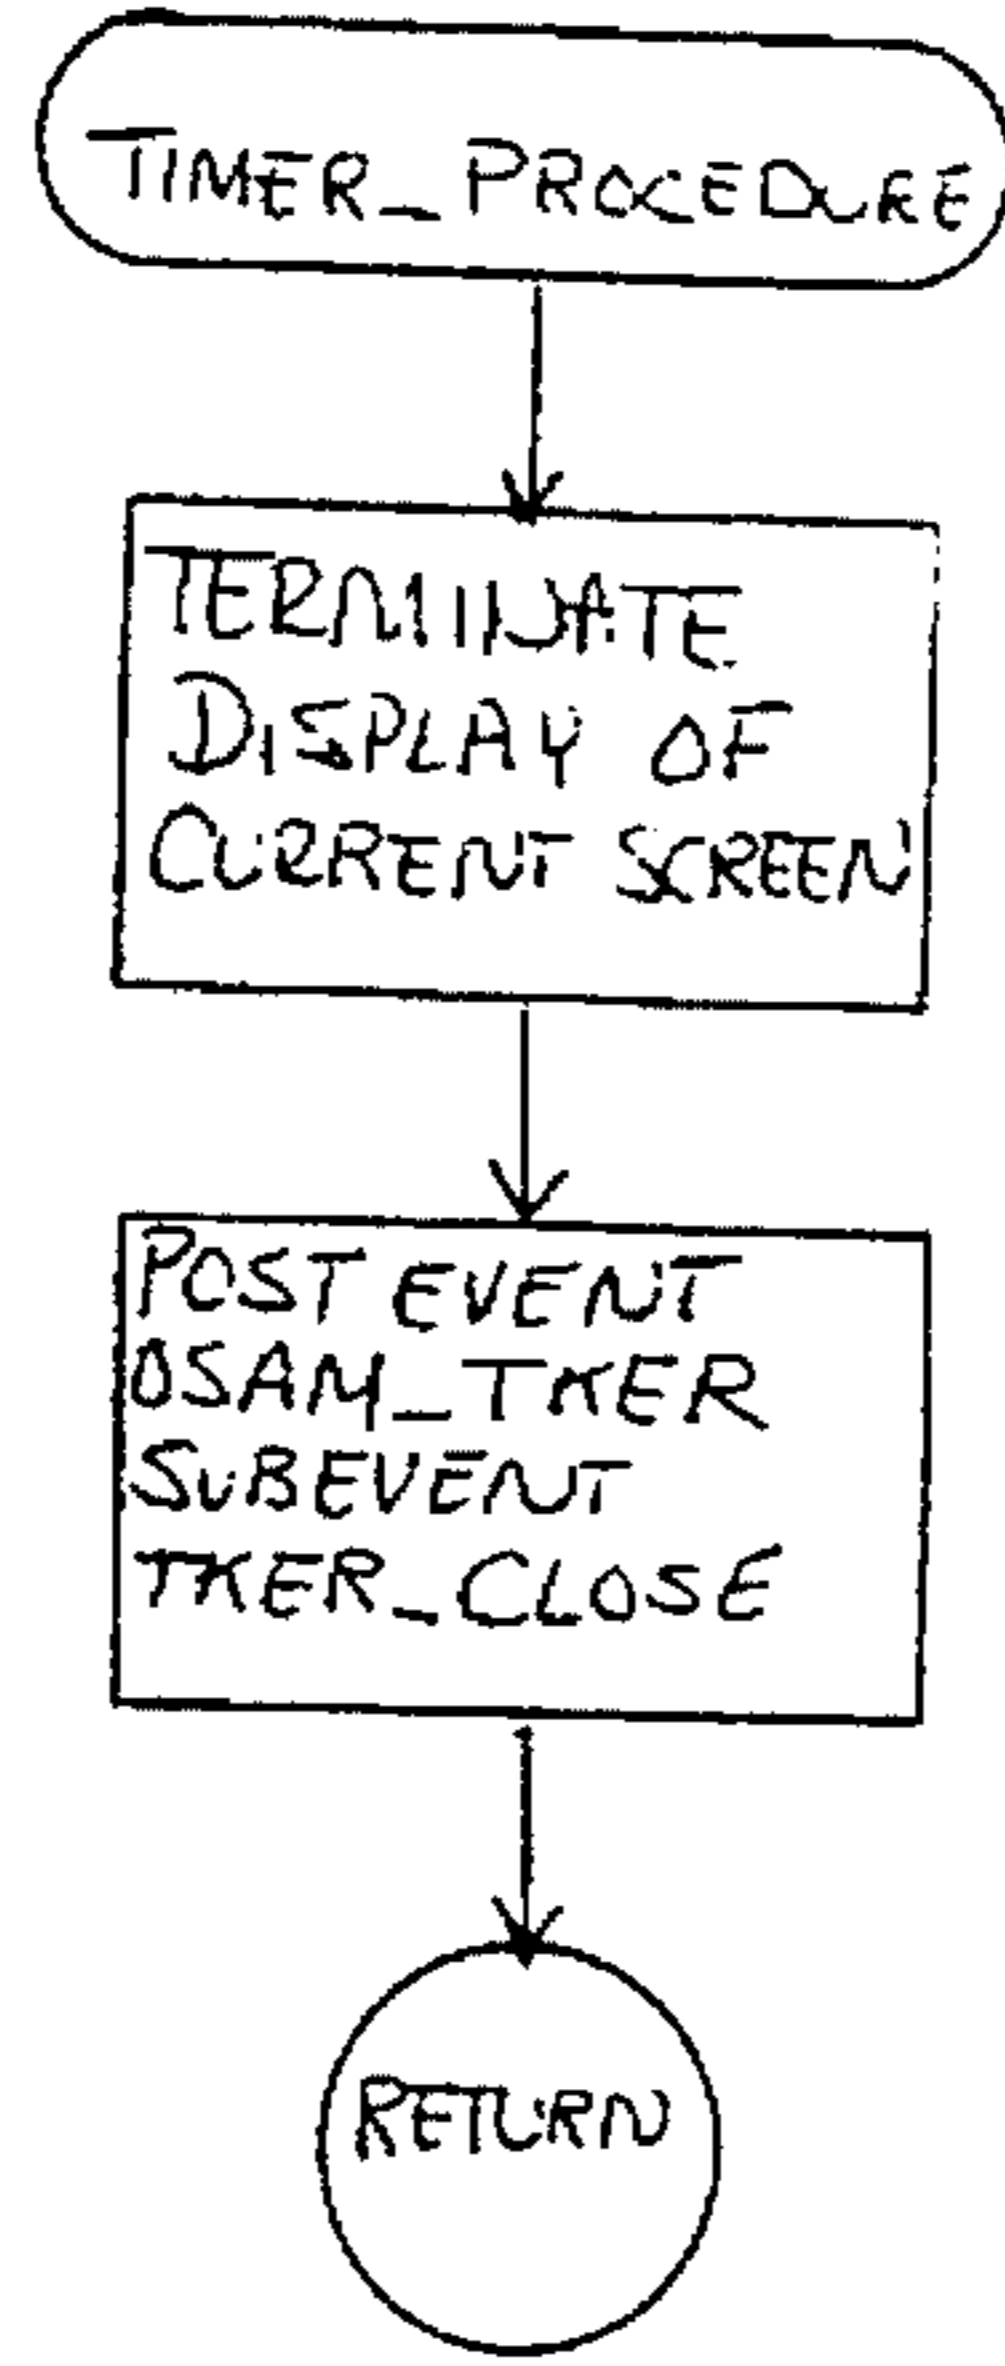 TIMER_PROCEDURE
TERMINATE
DISPLAY OF
CURRENT SCREEN
POST EVENT
OSAM_TKER
SUBEVENT
TKER_CLOSE
RETURN